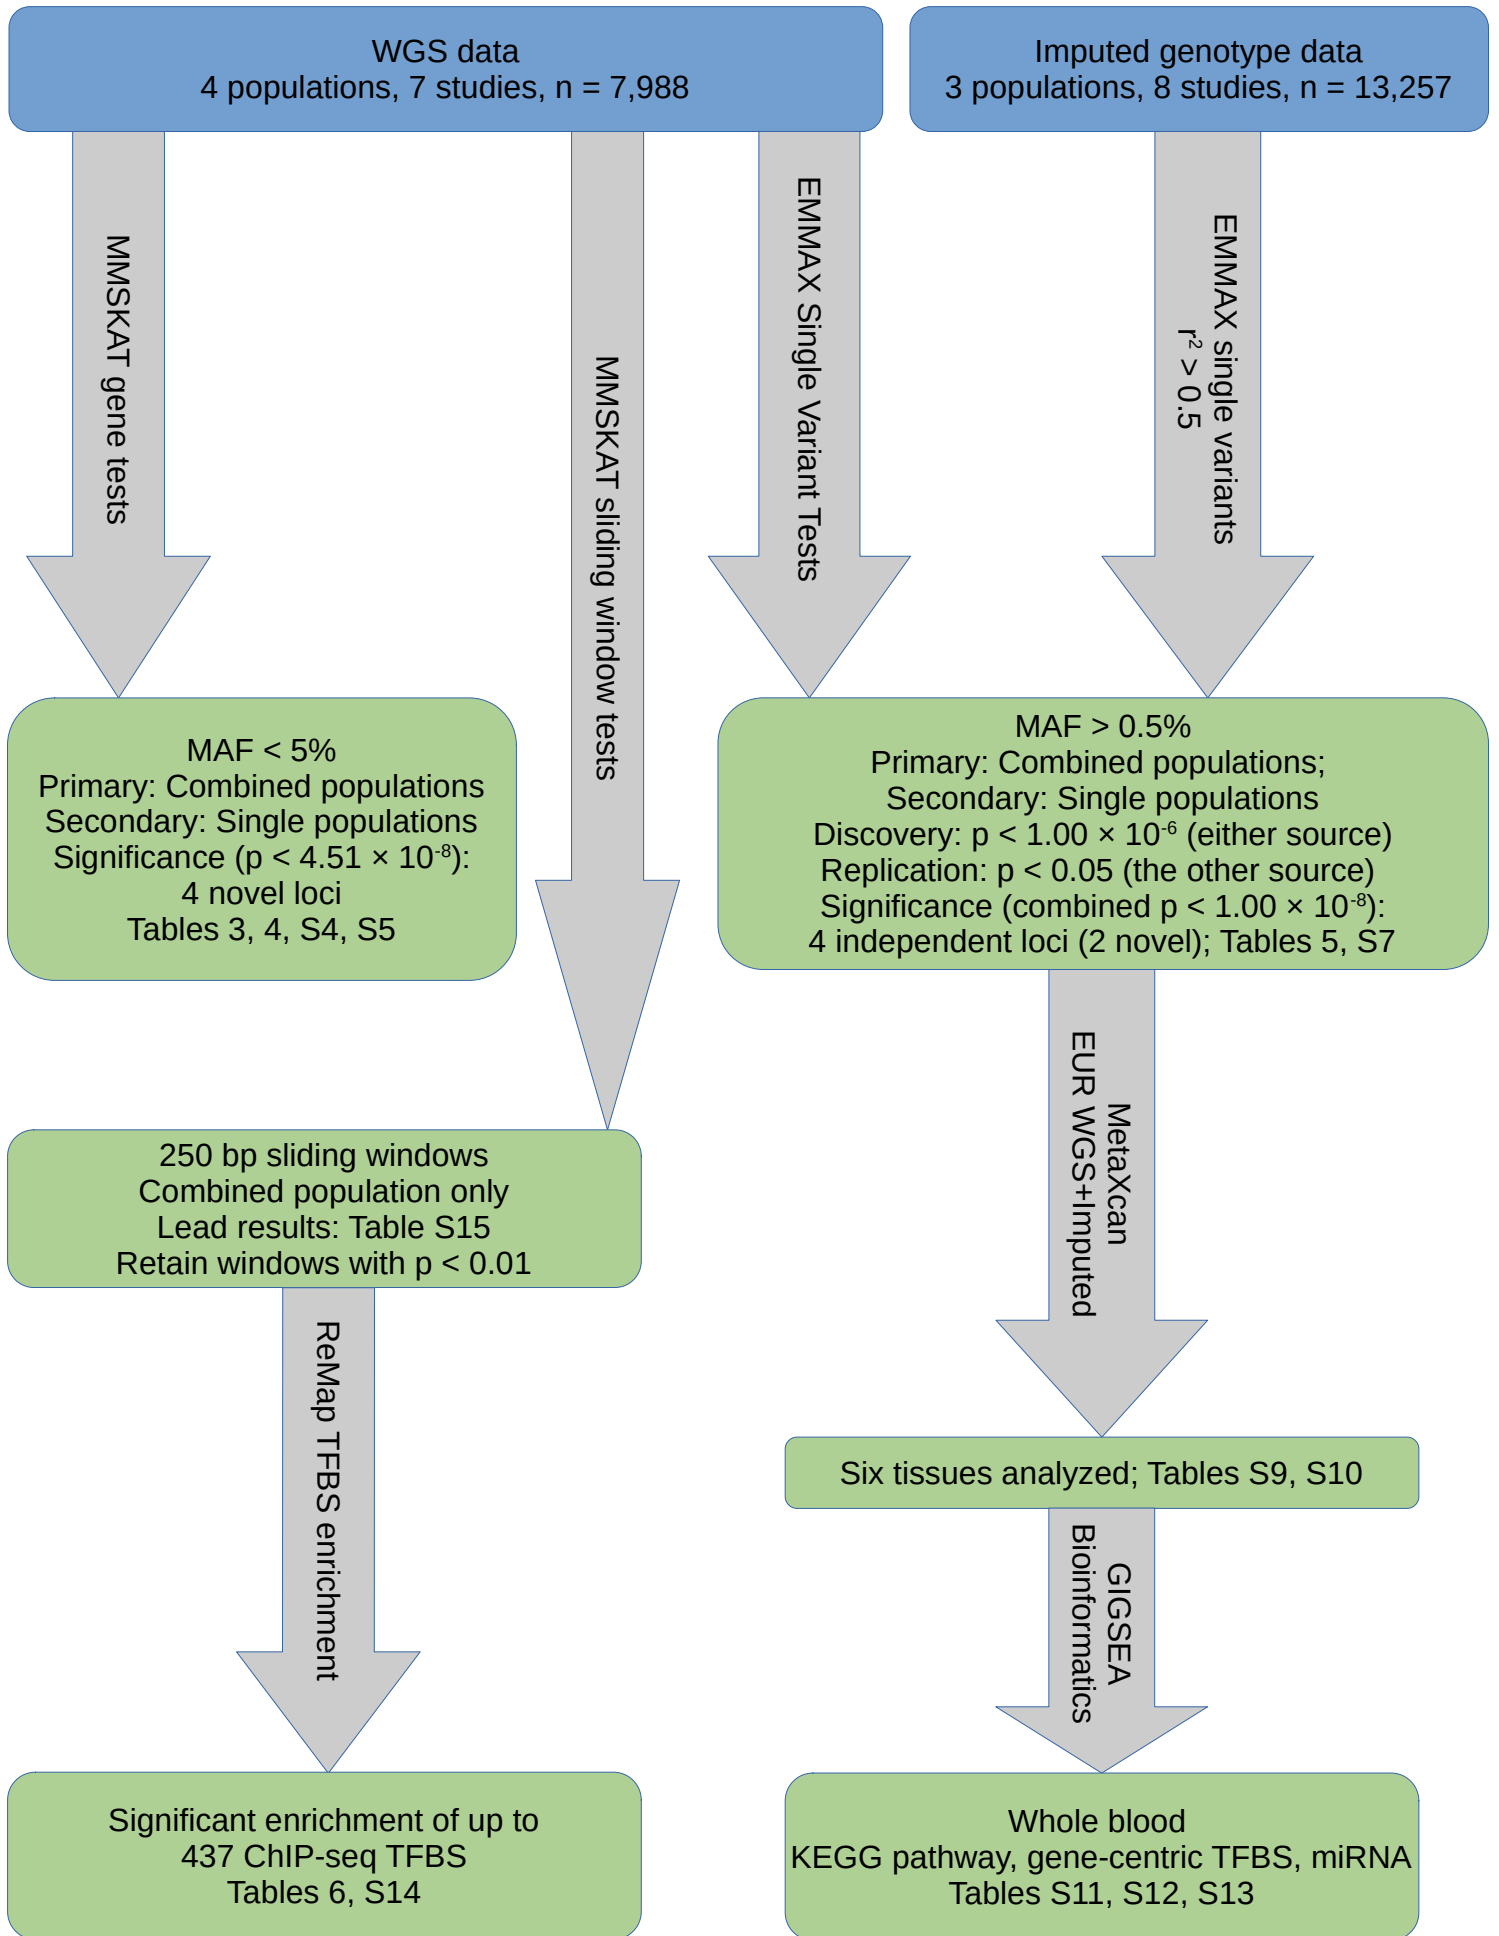 WGS data
4 populations, 7 studies, n = 7,988
Imputed genotype data
3 populations, 8 studies, n = 13,257
MMSKAT gene tests
MMSKAT sliding window tests
EMMAX Single Variant Tests
EMMAX single variants
r² > 0.5
MAF < 5%
Primary: Combined populations
Secondary: Single populations
Significance (p < 4.51 × 10⁻⁸):
4 novel loci
Tables 3, 4, S4, S5
MAF > 0.5%
Primary: Combined populations;
Secondary: Single populations
Discovery: p < 1.00 × 10⁻⁶ (either source)
Replication: p < 0.05 (the other source)
Significance (combined p < 1.00 × 10⁻⁸):
4 independent loci (2 novel); Tables 5, S7
250 bp sliding windows
Combined population only
Lead results: Table S15
Retain windows with p < 0.01
MetaXcan
EUR WGS+Imputed
ReMap TFBS enrichment
Six tissues analyzed; Tables S9, S10
GIGSEA
Bioinformatics
Significant enrichment of up to
437 ChIP-seq TFBS
Tables 6, S14
Whole blood
KEGG pathway, gene-centric TFBS, miRNA
Tables S11, S12, S13